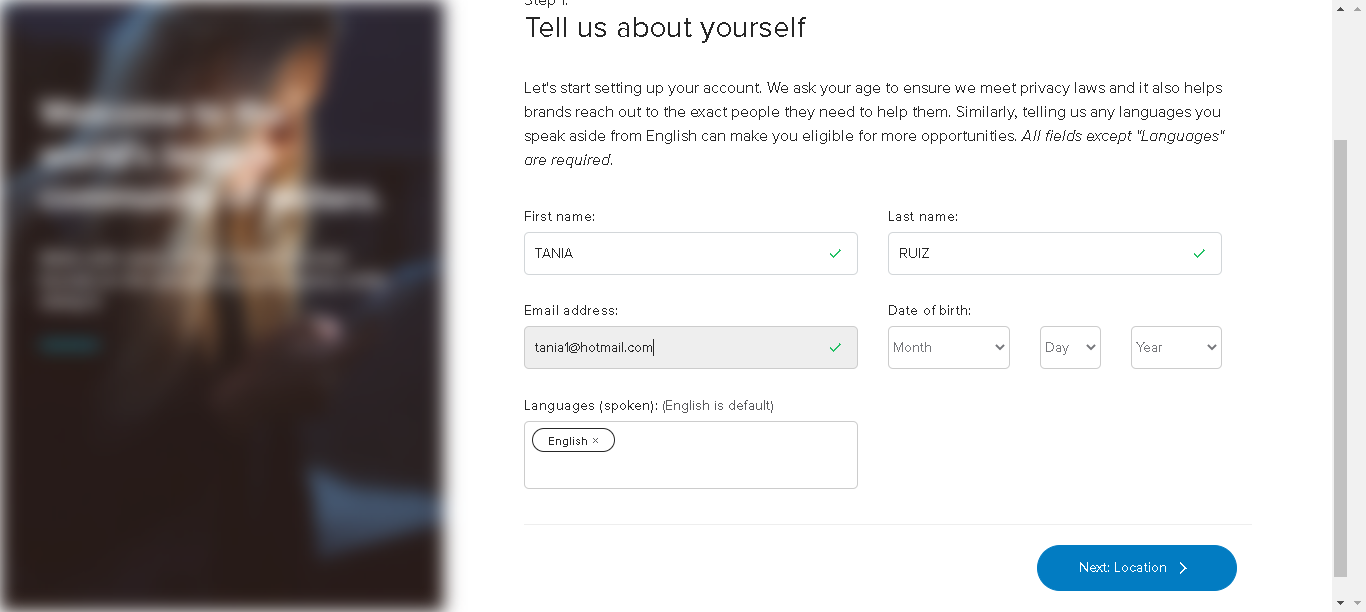 Step 1:
Tell us about yourself
Let's start setting up your account. We ask your age to ensure we meet privacy laws and it also helps
brands reach out to the exact people they need to help them. Similarly, telling us any languages you
speak aside from English can make you eligible for more opportunities. All fields except "Languages"
are required.
First name:
Last name:
TANIA
RUIZ
Email address:
Date of birth:
tania1@hotmail.com
Month
Day
Year
Languages (spoken): (English is default)
English ×
Next: Location